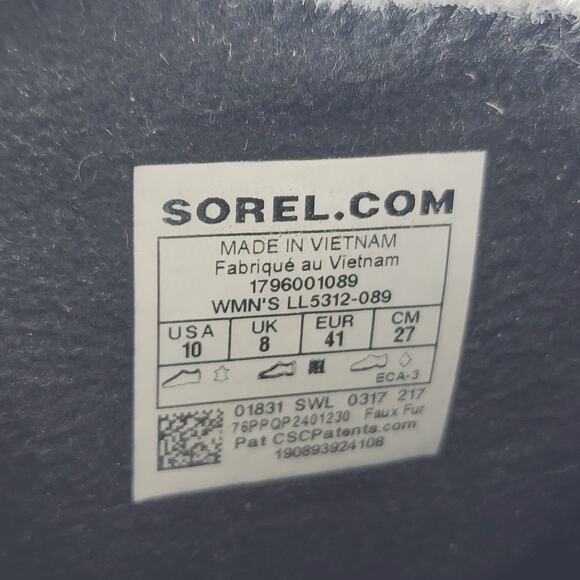 SOREL.COM
MADE IN VIETNAM
Fabriqué au Vietnam
1796001089
WMN'S LL5312-089
USA UK EUR CM
10 8 41 27
ECA-3
01831 SWL 0317 217
76PPQP2401230 Faux Fur
Pat CSCPatents.com
190893924108